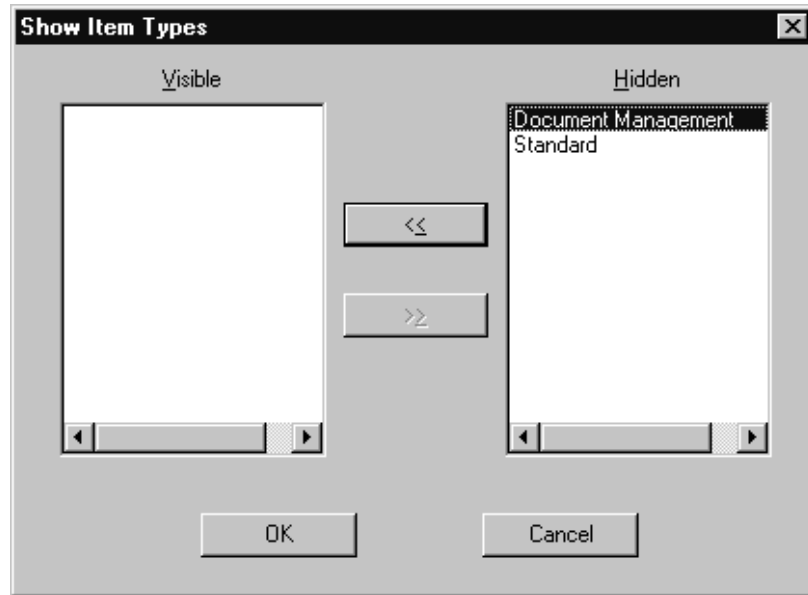 Show Item Types
Visible
Hidden
Document Management
Standard
<<
>>
OK
Cancel